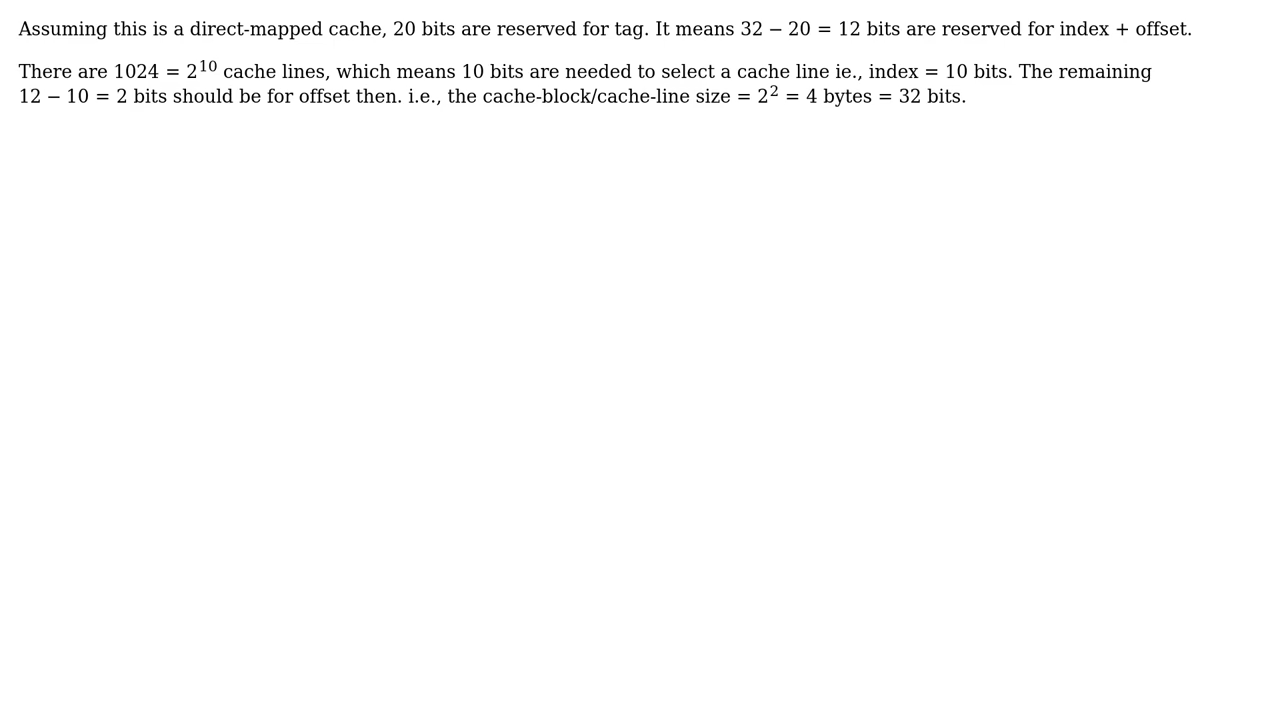 Assuming this is a direct-mapped cache, 20 bits are reserved for tag. It means 32 − 20 = 12 bits are reserved for index + offset.
There are 1024 = 2^10 cache lines, which means 10 bits are needed to select a cache line ie., index = 10 bits. The remaining
12 − 10 = 2 bits should be for offset then. i.e., the cache-block/cache-line size = 2^2 = 4 bytes = 32 bits.